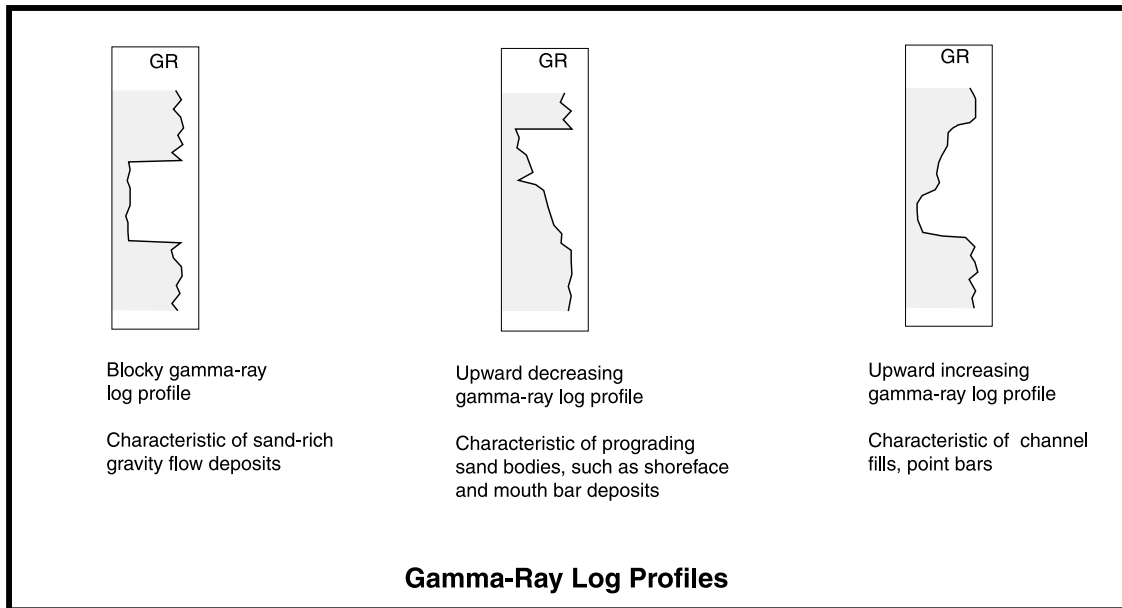 GR
Blocky gamma-ray
log profile
Characteristic of sand-rich
gravity flow deposits
GR
Upward decreasing
gamma-ray log profile
Characteristic of prograding
sand bodies, such as shoreface
and mouth bar deposits
GR
Upward increasing
gamma-ray log profile
Characteristic of channel
fills, point bars
Gamma-Ray Log Profiles